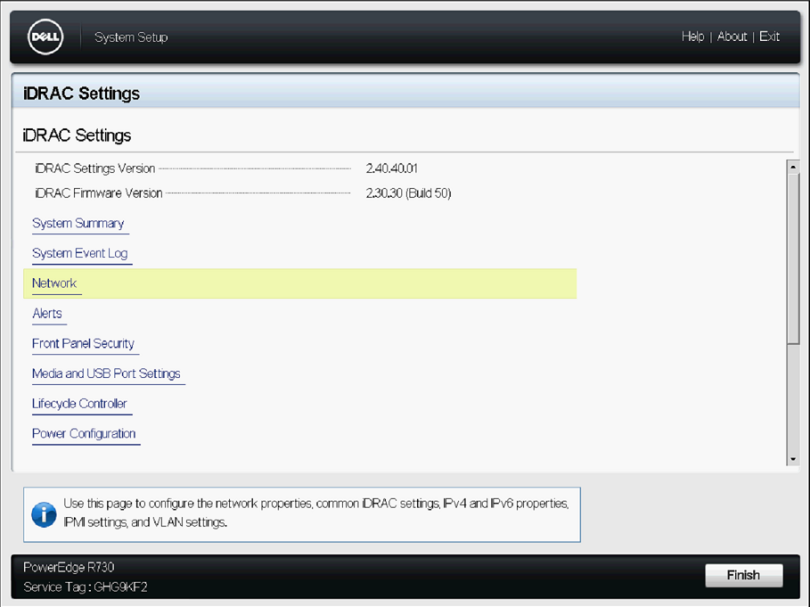 DELL
System Setup
Help | About | Exit
iDRAC Settings
iDRAC Settings
iDRAC Settings Version 2.40.40.01
iDRAC Firmware Version 2.30.30 (Build 50)
System Summary
System Event Log
Network
Alerts
Front Panel Security
Media and USB Port Settings
Lifecycle Controller
Power Configuration
Use this page to configure the network properties, common iDRAC settings, IPv4 and IPv6 properties,
IPMI settings, and VLAN settings.
PowerEdge R730
Service Tag : GHG9KF2
Finish